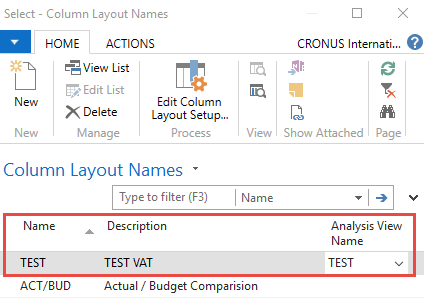 Select - Column Layout Names
HOME ACTIONS CRONUS Internati...
New
View List
Edit List
Delete
Edit Column
Layout Setup...
View
New Manage Process View Show Attached Page
Column Layout Names
Type to filter (F3) Name
Name Description Analysis View
Name
TEST TEST VAT TEST
ACT/BUD Actual / Budget Comparision